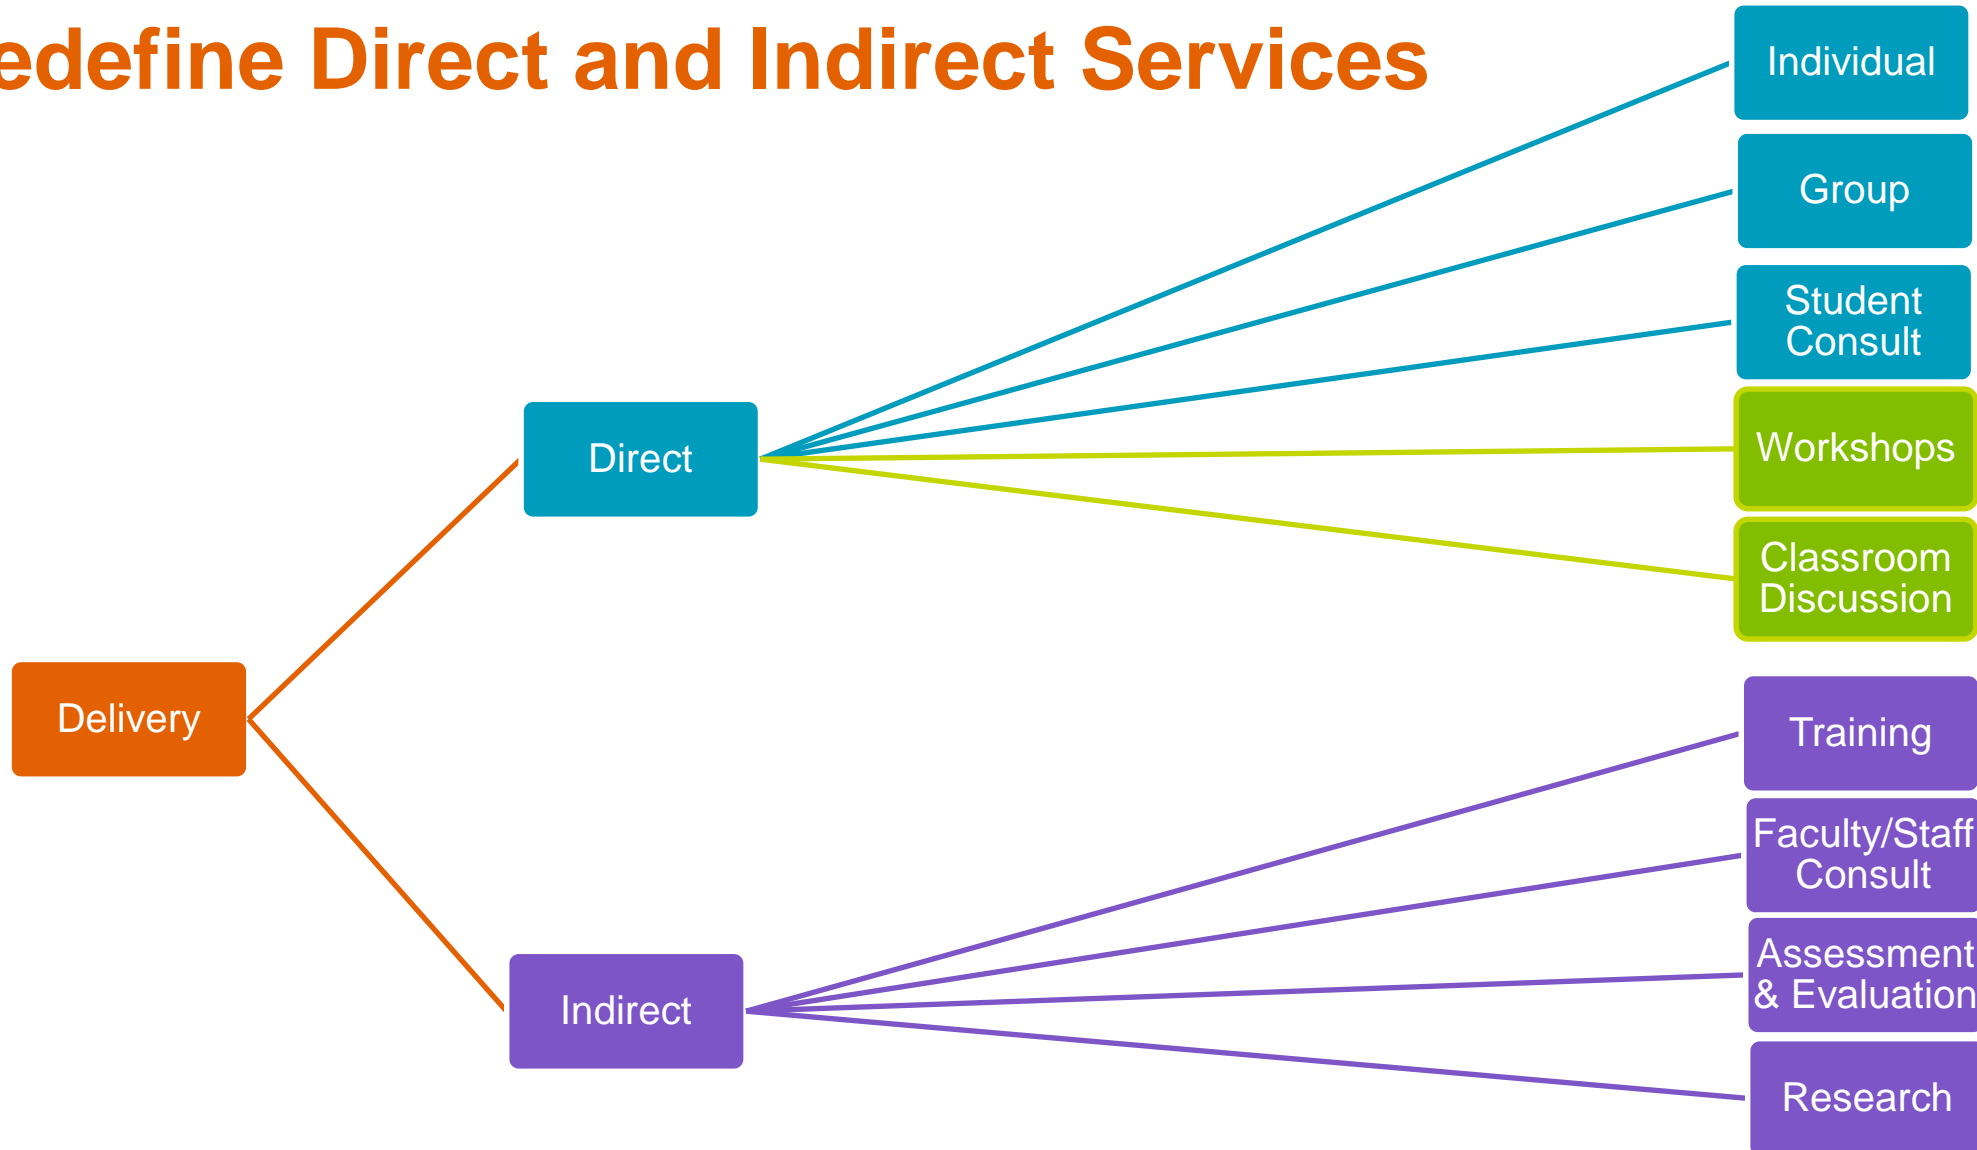 edefine Direct and Indirect Services
Individual
Group
Student
Consult
Direct
Workshops
Classroom
Discussion
Delivery
Training
Faculty/Staff
Consult
Assessment
& Evaluation
Indirect
Research